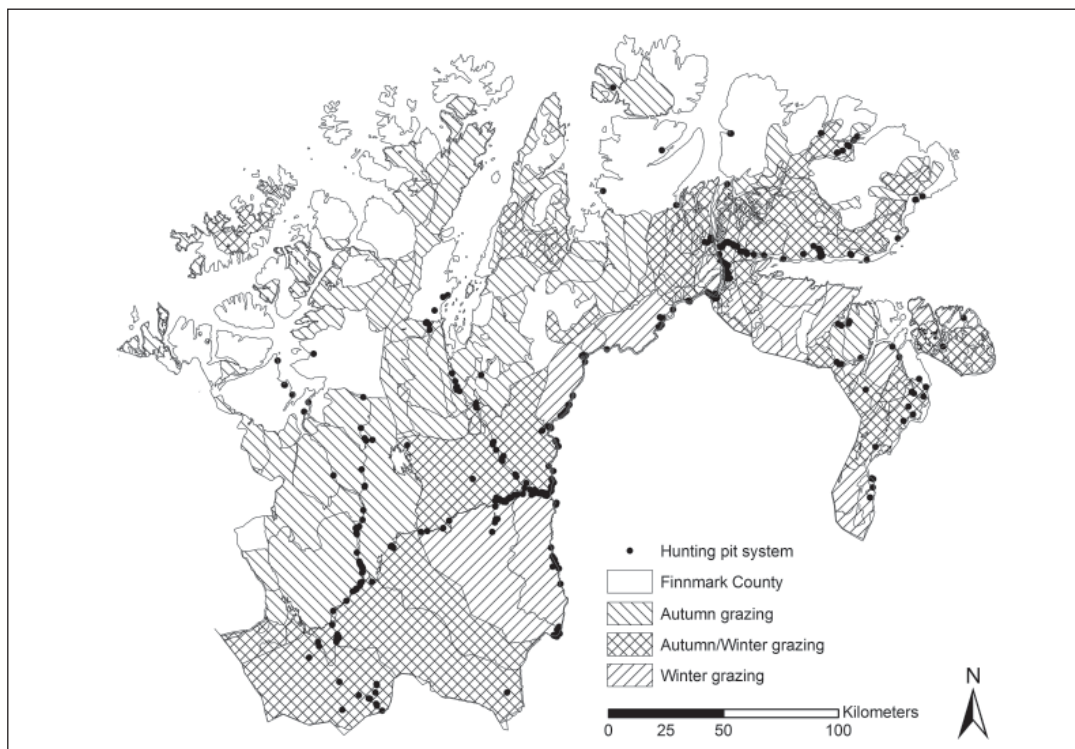 Hunting pit system
Finnmark County
Autumn grazing
Autumn/Winter grazing
Winter grazing
N
Kilometers
0 25 50 100